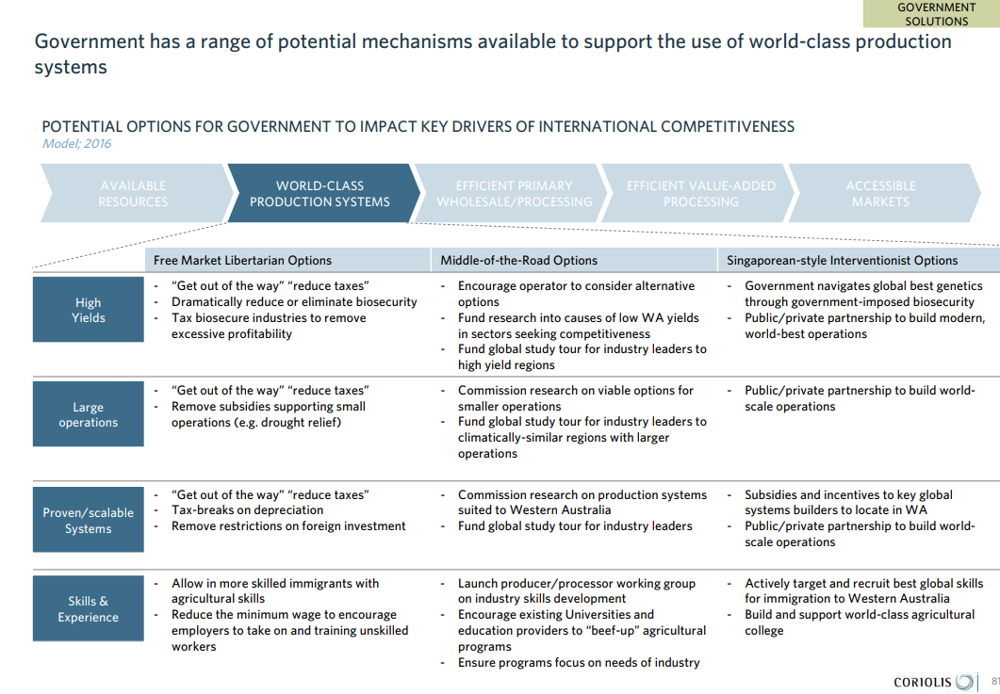 GOVERNMENT
SOLUTIONS
Government has a range of potential mechanisms available to support the use of world-class production
systems
POTENTIAL OPTIONS FOR GOVERNMENT TO IMPACT KEY DRIVERS OF INTERNATIONAL COMPETITIVENESS
Model; 2016
AVAILABLE
RESOURCES
WORLD-CLASS
PRODUCTION SYSTEMS
EFFICIENT PRIMARY
WHOLESALE/PROCESSING
EFFICIENT VALUE-ADDED
PROCESSING
ACCESSIBLE
MARKETS
Free Market Libertarian Options
Middle-of-the-Road Options
Singaporean-style Interventionist Options
High
Yields
- “Get out of the way” “reduce taxes”
- Dramatically reduce or eliminate biosecurity
- Tax biosecure industries to remove
excessive profitability
- Encourage operator to consider alternative
options
- Fund research into causes of low WA yields
in sectors seeking competitiveness
- Fund global study tour for industry leaders to
high yield regions
- Government navigates global best genetics
through government-imposed biosecurity
- Public/private partnership to build modern,
world-best operations
Large
operations
- “Get out of the way” “reduce taxes”
- Remove subsidies supporting small
operations (e.g. drought relief)
- Commission research on viable options for
smaller operations
- Fund global study tour for industry leaders to
climatically-similar regions with larger
operations
- Public/private partnership to build world-
scale operations
Proven/scalable
Systems
- “Get out of the way” “reduce taxes”
- Tax-breaks on depreciation
- Remove restrictions on foreign investment
- Commission research on production systems
suited to Western Australia
- Fund global study tour for industry leaders
- Subsidies and incentives to key global
systems builders to locate in WA
- Public/private partnership to build world-
scale operations
Skills &
Experience
- Allow in more skilled immigrants with
agricultural skills
- Reduce the minimum wage to encourage
employers to take on and training unskilled
workers
- Launch producer/processor working group
on industry skills development
- Encourage existing Universities and
education providers to “beef-up” agricultural
programs
- Ensure programs focus on needs of industry
- Actively target and recruit best global skills
for immigration to Western Australia
- Build and support world-class agricultural
college
CORIOLIS
81